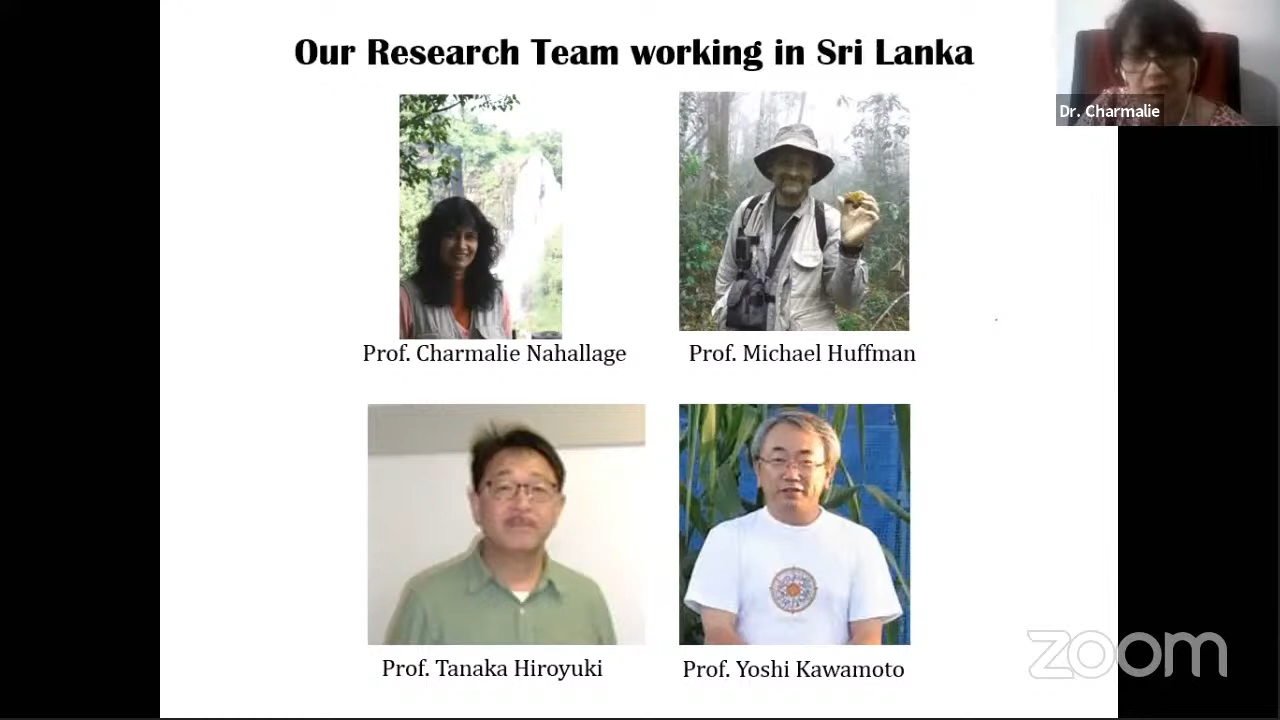 Our Research Team working in Sri Lanka
Dr. Charmalie
Prof. Charmalie Nahallage
Prof. Michael Huffman
Prof. Tanaka Hiroyuki
Prof. Yoshi Kawamoto
zoom